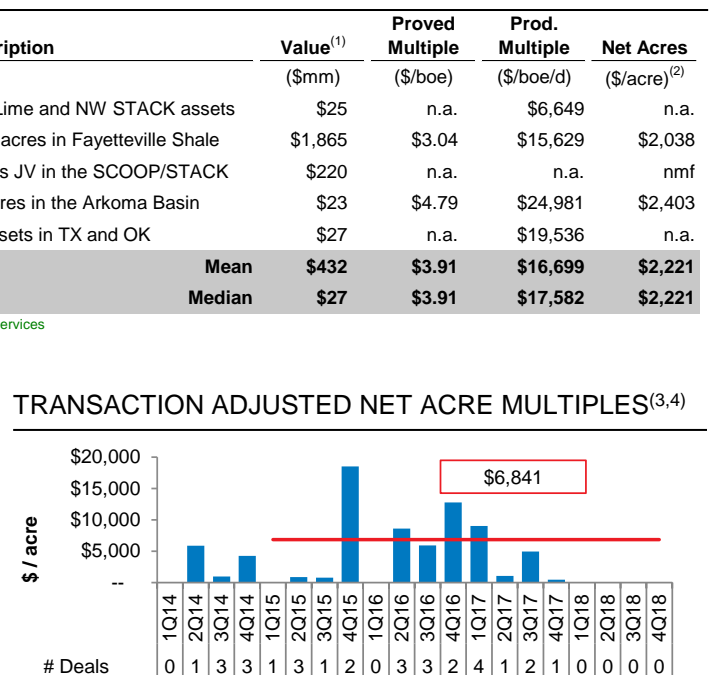 Proved Prod.
ription Value(1) Multiple Multiple Net Acres
($mm) ($/boe) ($/boe/d) ($/acre)(2)
Lime and NW STACK assets $25 n.a. $6,649 n.a.
acres in Fayetteville Shale $1,865 $3.04 $15,629 $2,038
s JV in the SCOOP/STACK $220 n.a. n.a. nmf
res in the Arkoma Basin $23 $4.79 $24,981 $2,403
sets in TX and OK $27 n.a. $19,536 n.a.
Mean $432 $3.91 $16,699 $2,221
Median $27 $3.91 $17,582 $2,221
ervices
TRANSACTION ADJUSTED NET ACRE MULTIPLES(3,4)
$20,000
$15,000
$10,000
$5,000
--
$ / acre
$6,841
1Q14 2Q14 3Q14 4Q14 1Q15 2Q15 3Q15 4Q15 1Q16 2Q16 3Q16 4Q16 1Q17 2Q17 3Q17 4Q17 1Q18 2Q18 3Q18 4Q18
# Deals 0 1 3 3 1 3 1 2 0 3 3 2 4 1 2 1 0 0 0 0